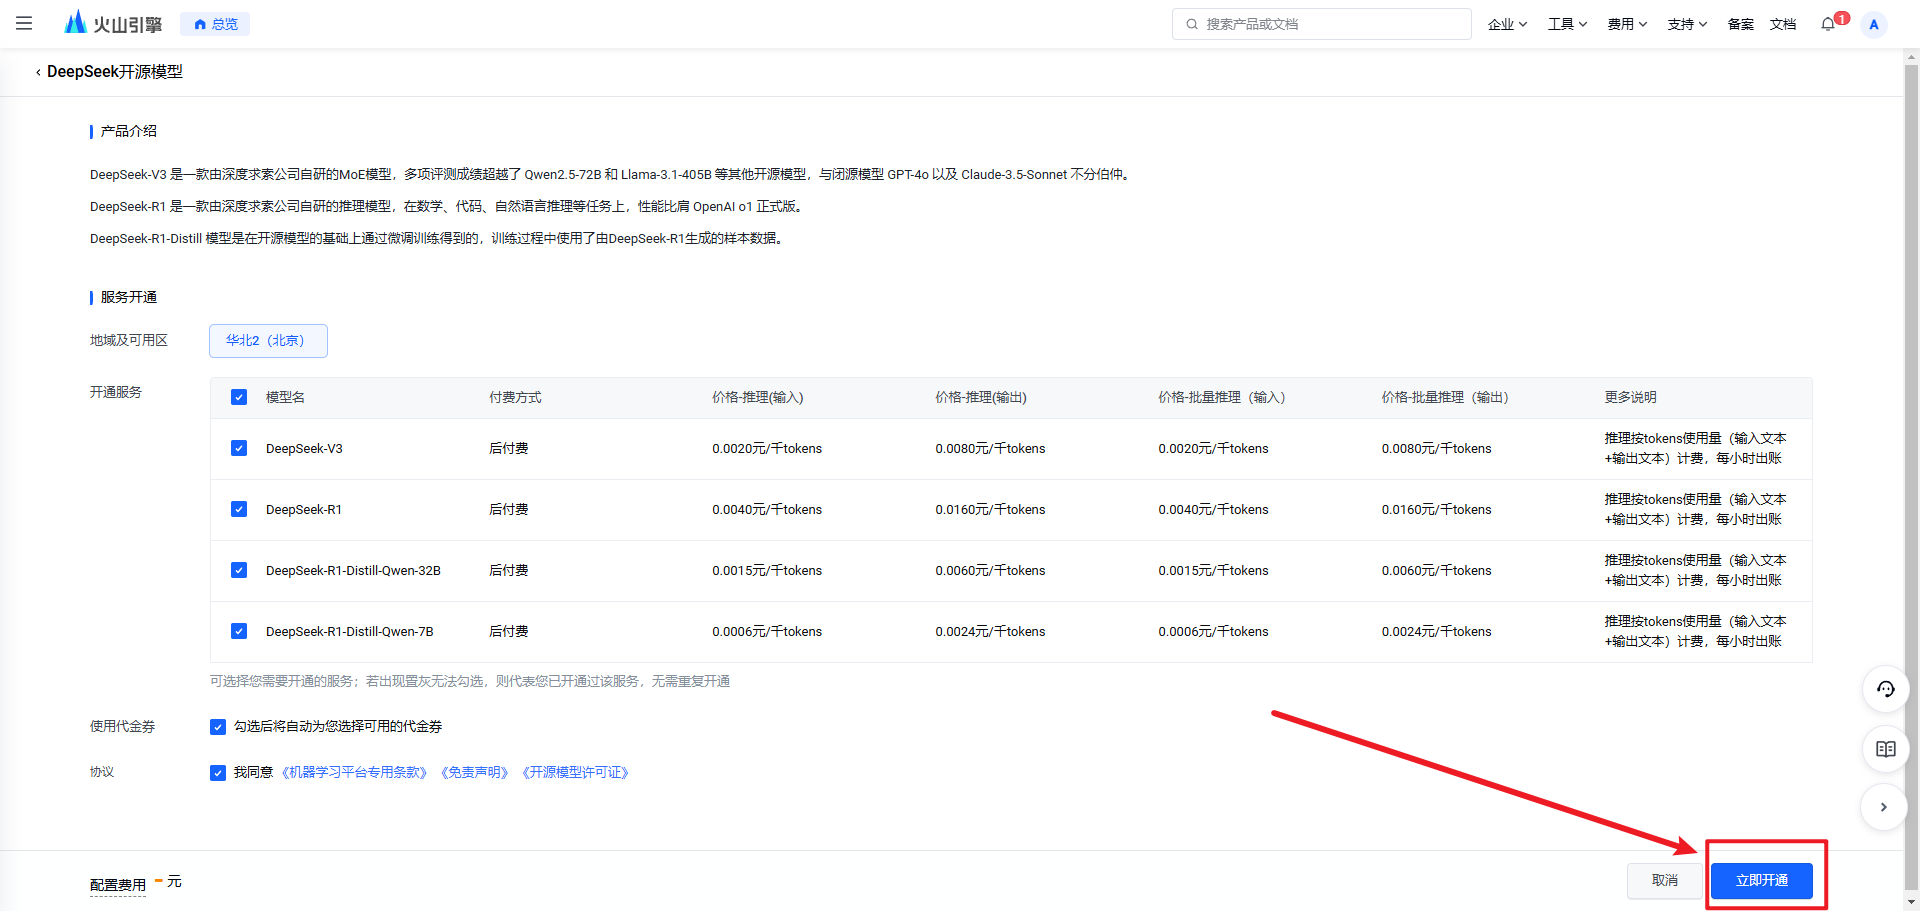 火山引擎
总览
搜索产品或文档
企业
工具
费用
支持
备案
文档
1
A
DeepSeek开源模型
产品介绍
DeepSeek-V3 是一款由深度求索公司自研的MoE模型，多项评测成绩超越了 Qwen2.5-72B 和 Llama-3.1-405B 等其他开源模型，与闭源模型 GPT-4o 以及 Claude-3.5-Sonnet 不分伯仲。
DeepSeek-R1 是一款由深度求索公司自研的推理模型，在数学、代码、自然语言推理等任务上，性能比肩 OpenAI o1 正式版。
DeepSeek-R1-Distill 模型是在开源模型的基础上通过微调训练得到的，训练过程中使用了由DeepSeek-R1生成的样本数据。
服务开通
地域及可用区
华北2（北京）
开通服务
模型名 付费方式 价格-推理(输入) 价格-推理(输出) 价格-批量推理（输入） 价格-批量推理（输出） 更多说明
DeepSeek-V3 后付费 0.0020元/千tokens 0.0080元/千tokens 0.0020元/千tokens 0.0080元/千tokens 推理按tokens使用量（输入文本
+输出文本）计费，每小时出账
DeepSeek-R1 后付费 0.0040元/千tokens 0.0160元/千tokens 0.0040元/千tokens 0.0160元/千tokens 推理按tokens使用量（输入文本
+输出文本）计费，每小时出账
DeepSeek-R1-Distill-Qwen-32B 后付费 0.0015元/千tokens 0.0060元/千tokens 0.0015元/千tokens 0.0060元/千tokens 推理按tokens使用量（输入文本
+输出文本）计费，每小时出账
DeepSeek-R1-Distill-Qwen-7B 后付费 0.0006元/千tokens 0.0024元/千tokens 0.0006元/千tokens 0.0024元/千tokens 推理按tokens使用量（输入文本
+输出文本）计费，每小时出账
可选择您需要开通的服务；若出现置灰无法勾选，则代表您已开通过该服务，无需重复开通
使用代金券
勾选后将自动为您选择可用的代金券
协议
我同意 《机器学习平台专用条款》 《免责声明》 《开源模型许可证》
配置费用 - 元
取消
立即开通